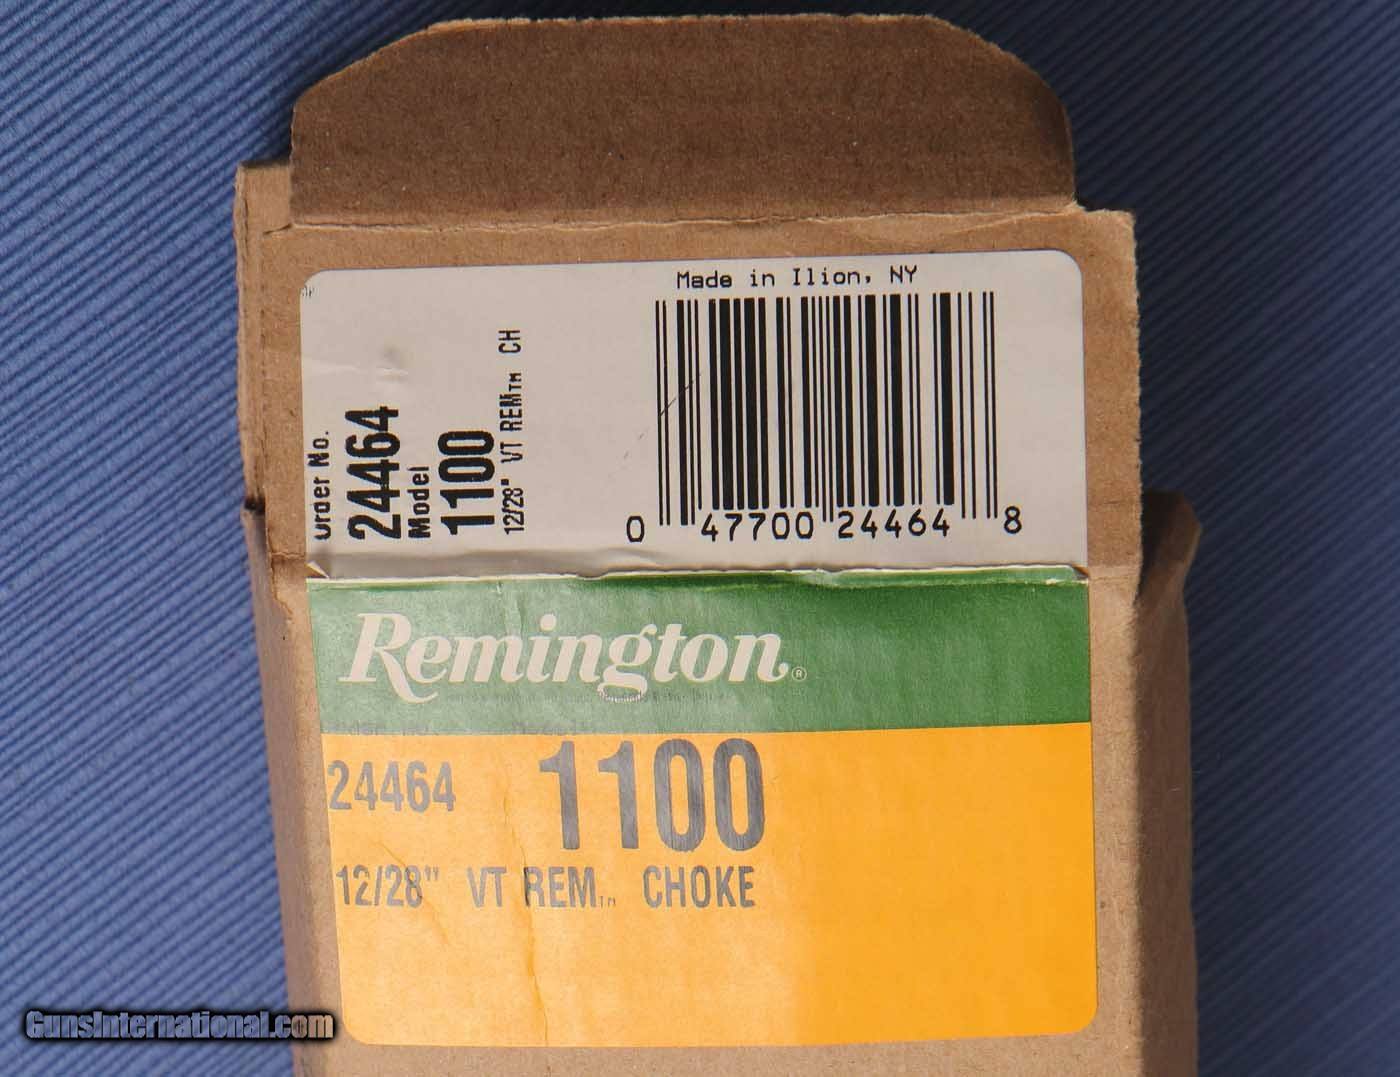 Made in Ilion, NY
Order No.
24464
Model
1100
12/28" VT REM™ CH
0 47700 24464 8
Remington®
24464 1100
12/28" VT REM™ CHOKE
GunsInternational.com